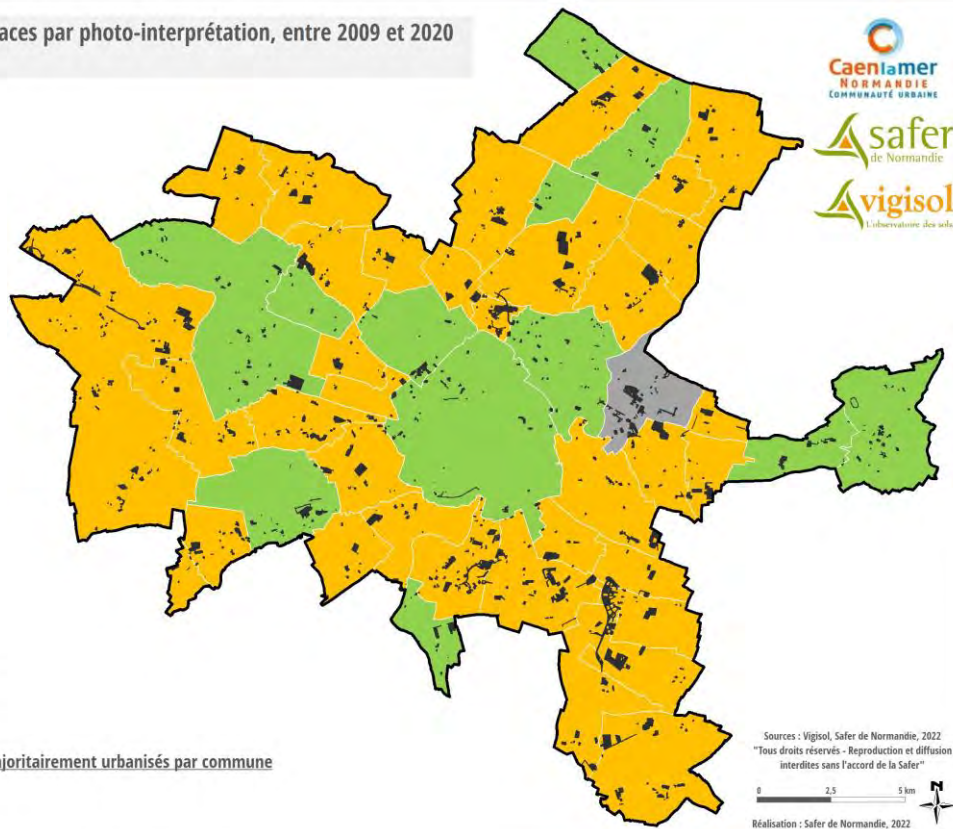 aces par photo-interprétation, entre 2009 et 2020
Caenlamer
NORMANDIE
COMMUNAUTÉ URBAINE
safer
de Normandie
vigisol
L'observatoire des sols
joritairement urbanisés par commune
Sources : Vigisol, Safer de Normandie, 2022
"Tous droits réservés - Reproduction et diffusion
interdites sans l'accord de la Safer"
0 2,5 5 km
N
Réalisation : Safer de Normandie, 2022